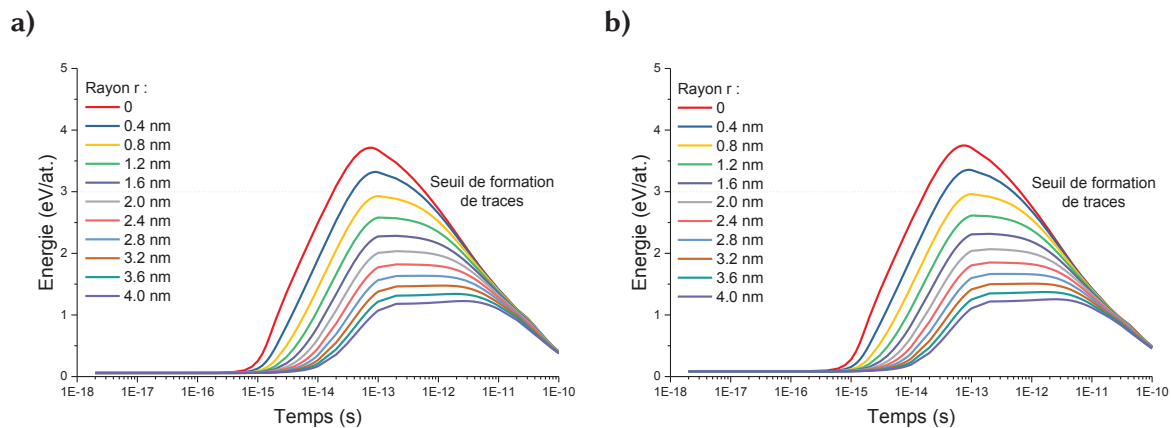 a)
Energie (eV/at.)
5
4
3
2
1
0
Rayon r :
0
0.4 nm
0.8 nm
1.2 nm
1.6 nm
2.0 nm
2.4 nm
2.8 nm
3.2 nm
3.6 nm
4.0 nm
Seuil de formation
de traces
1E-18 1E-17 1E-16 1E-15 1E-14 1E-13 1E-12 1E-11 1E-10
Temps (s)
b)
Energie (eV/at.)
5
4
3
2
1
0
Rayon r :
0
0.4 nm
0.8 nm
1.2 nm
1.6 nm
2.0 nm
2.4 nm
2.8 nm
3.2 nm
3.6 nm
4.0 nm
Seuil de formation
de traces
1E-18 1E-17 1E-16 1E-15 1E-14 1E-13 1E-12 1E-11 1E-10
Temps (s)